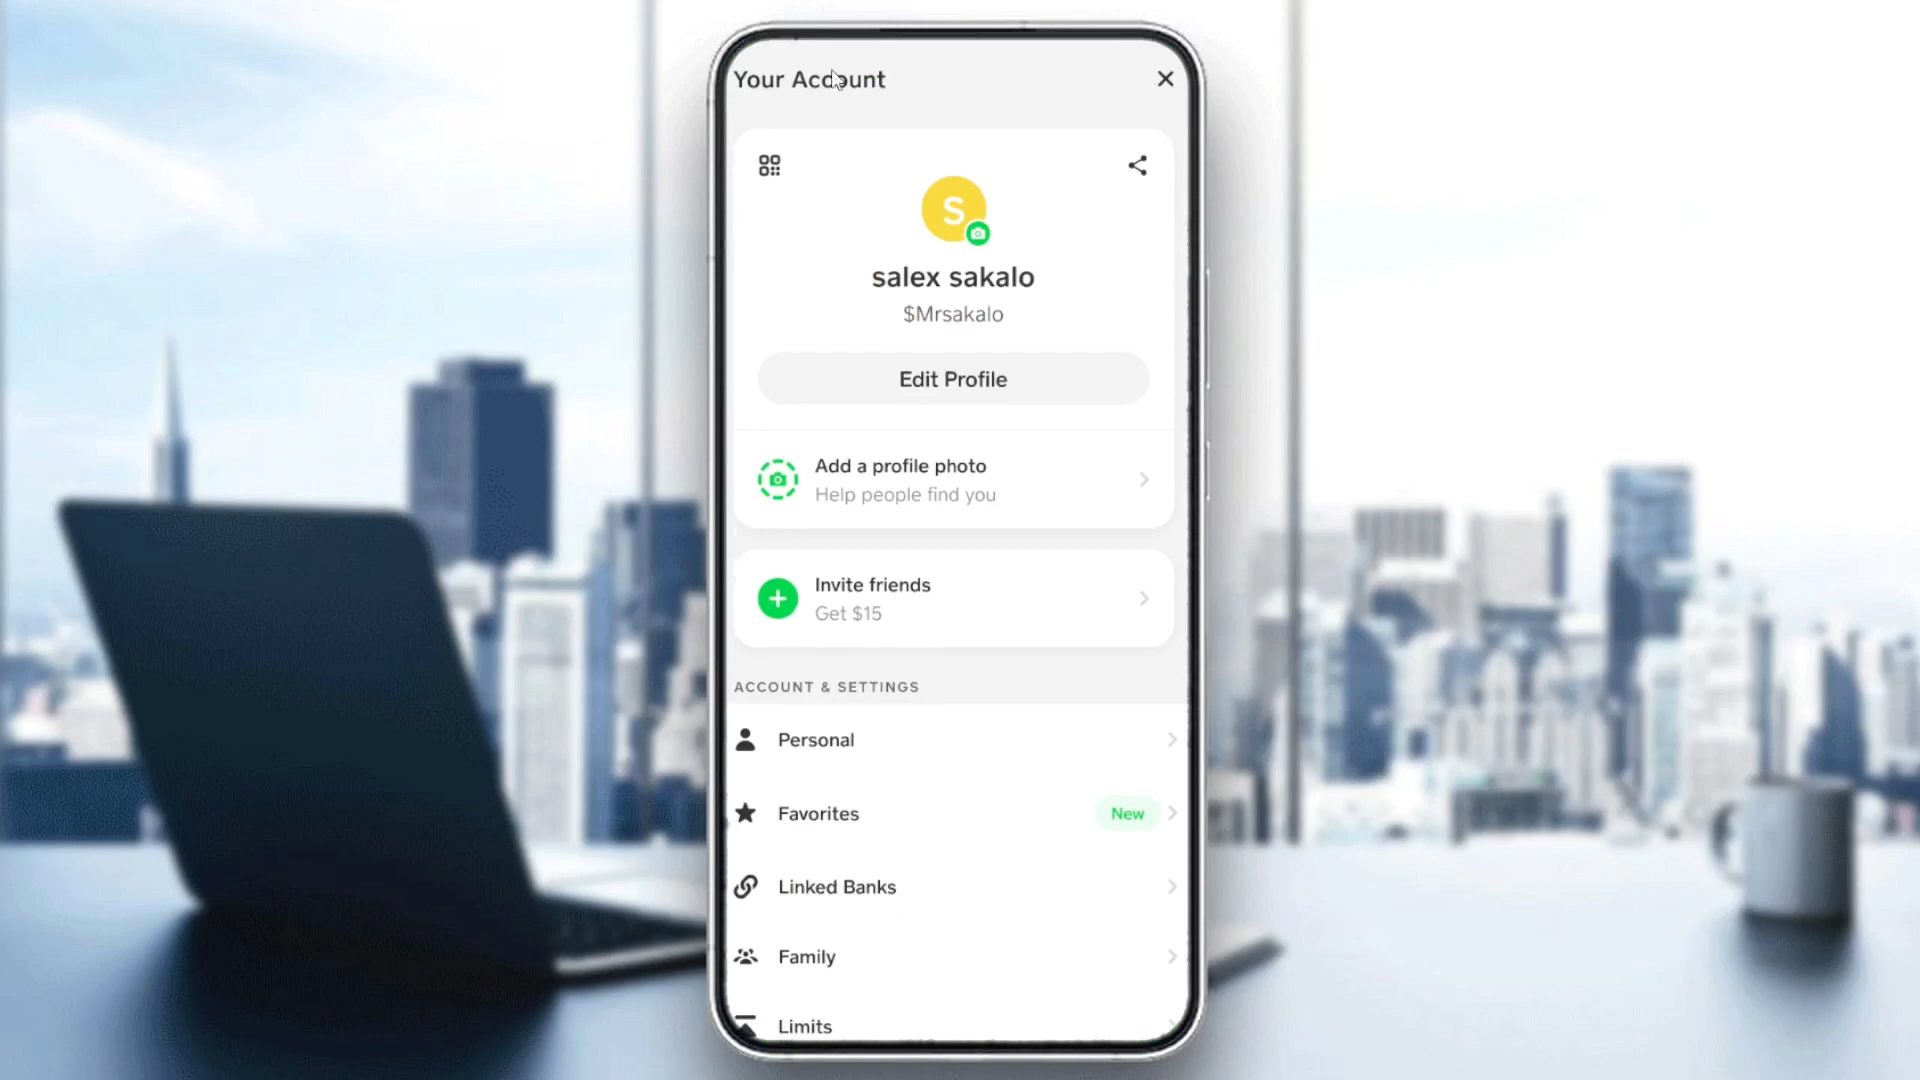 Your Account
S
salex sakalo
$Mrsakalo
Edit Profile
Add a profile photo
Help people find you
Invite friends
Get $15
ACCOUNT & SETTINGS
Personal
Favorites New
Linked Banks
Family
Limits